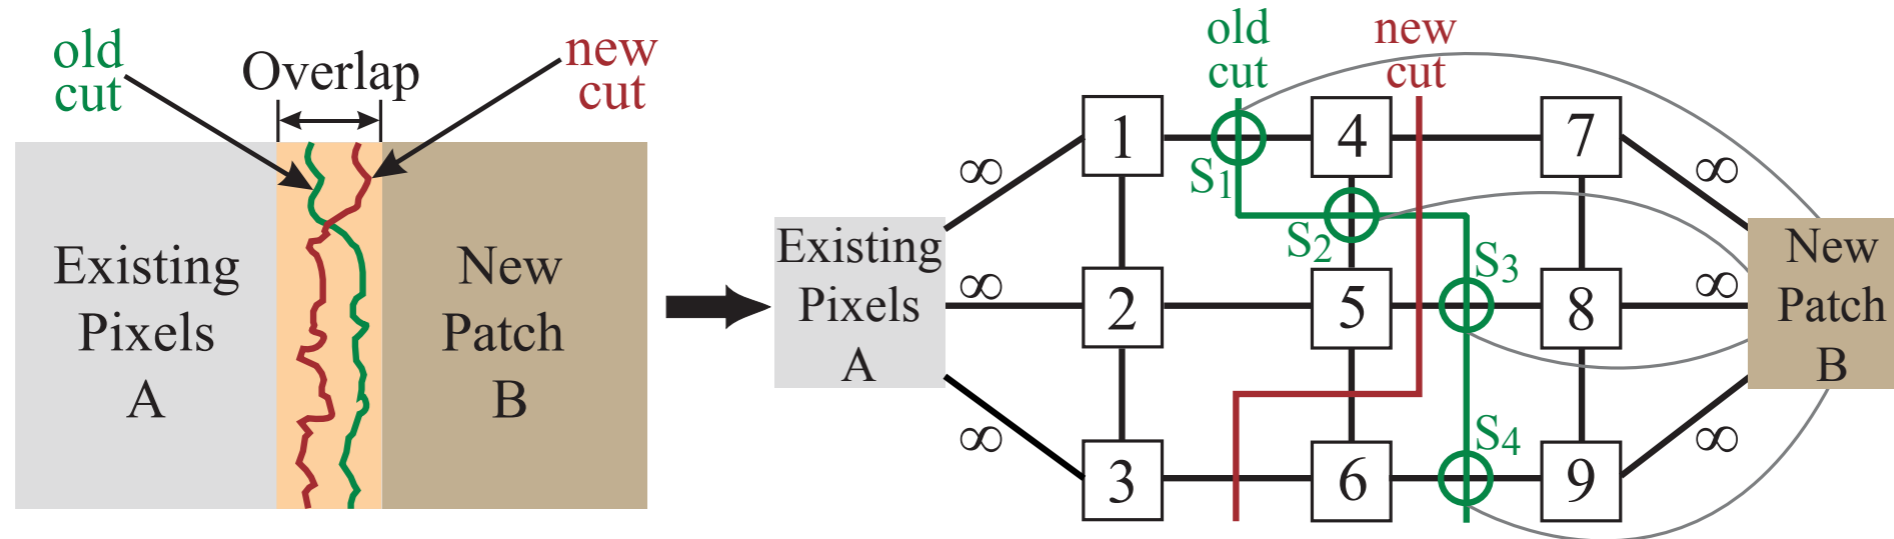 old
cut
Overlap
new
cut
Existing
Pixels
A
New
Patch
B
old
cut
new
cut
1
4
7
S1
∞
∞
S2
Existing
Pixels
A
∞
2
5
S3
8
∞
New
Patch
B
∞
3
6
S4
9
∞